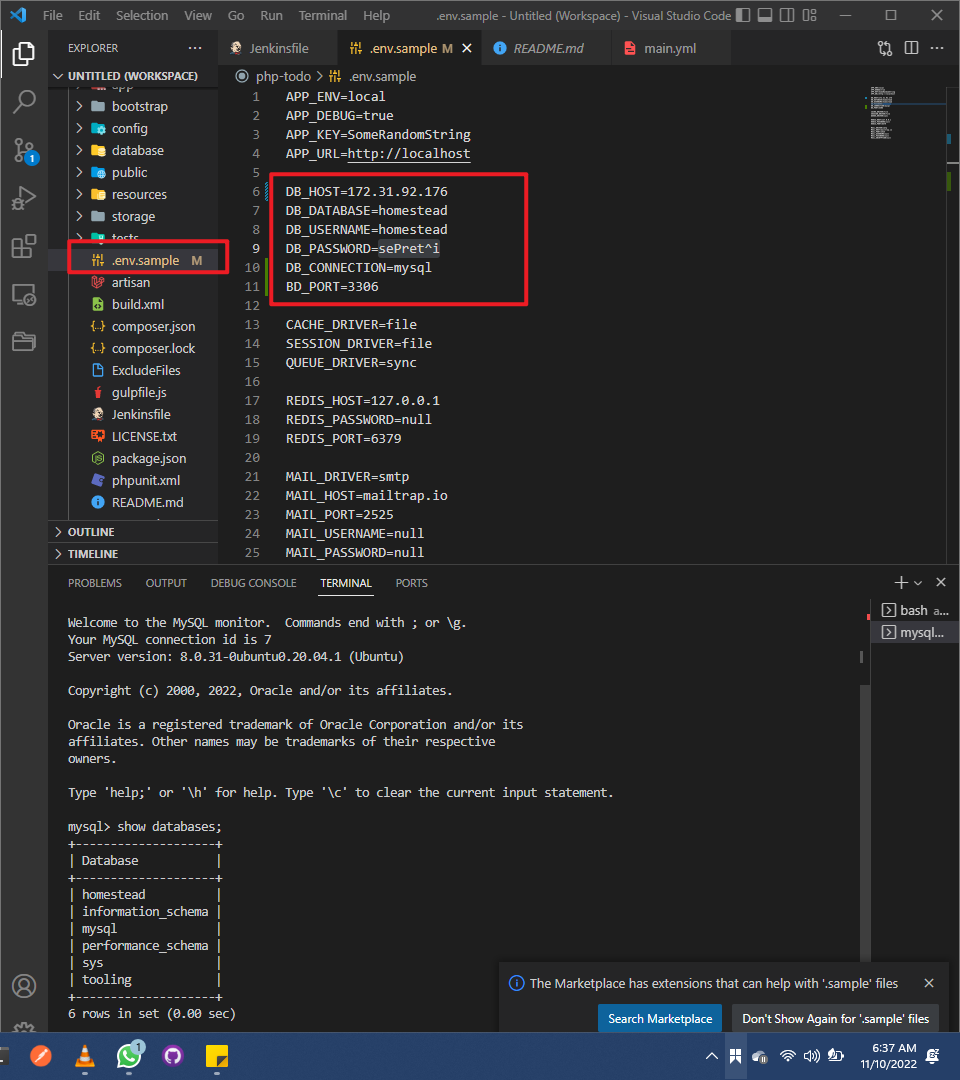 File Edit Selection View Go Run Terminal Help .env.sample - Untitled (Workspace) - Visual Studio Code
EXPLORER ···
UNTITLED (WORKSPACE)
app
bootstrap
config
database
public
resources
storage
tests
.env.sample M
artisan
build.xml
composer.json
composer.lock
ExcludeFiles
gulpfile.js
Jenkinsfile
LICENSE.txt
package.json
phpunit.xml
README.md
OUTLINE
TIMELINE
1
Jenkinsfile .env.sample M README.md main.yml
php-todo > .env.sample
1 APP_ENV=local
2 APP_DEBUG=true
3 APP_KEY=SomeRandomString
4 APP_URL=http://localhost
5
6 DB_HOST=172.31.92.176
7 DB_DATABASE=homestead
8 DB_USERNAME=homestead
9 DB_PASSWORD=sePret^i
10 DB_CONNECTION=mysql
11 BD_PORT=3306
12
13 CACHE_DRIVER=file
14 SESSION_DRIVER=file
15 QUEUE_DRIVER=sync
16
17 REDIS_HOST=127.0.0.1
18 REDIS_PASSWORD=null
19 REDIS_PORT=6379
20
21 MAIL_DRIVER=smtp
22 MAIL_HOST=mailtrap.io
23 MAIL_PORT=2525
24 MAIL_USERNAME=null
25 MAIL_PASSWORD=null
PROBLEMS OUTPUT DEBUG CONSOLE TERMINAL PORTS
bash a...
mysql...
Welcome to the MySQL monitor.  Commands end with ; or \g.
Your MySQL connection id is 7
Server version: 8.0.31-0ubuntu0.20.04.1 (Ubuntu)
Copyright (c) 2000, 2022, Oracle and/or its affiliates.
Oracle is a registered trademark of Oracle Corporation and/or its
affiliates. Other names may be trademarks of their respective
owners.
Type 'help;' or '\h' for help. Type '\c' to clear the current input statement.
mysql> show databases;
+--------------------+
| Database           |
+--------------------+
| homestead          |
| information_schema |
| mysql              |
| performance_schema |
| sys                |
| tooling            |
+--------------------+
6 rows in set (0.00 sec)
The Marketplace has extensions that can help with '.sample' files
Search Marketplace Don't Show Again for '.sample' files
1
6:37 AM
11/10/2022